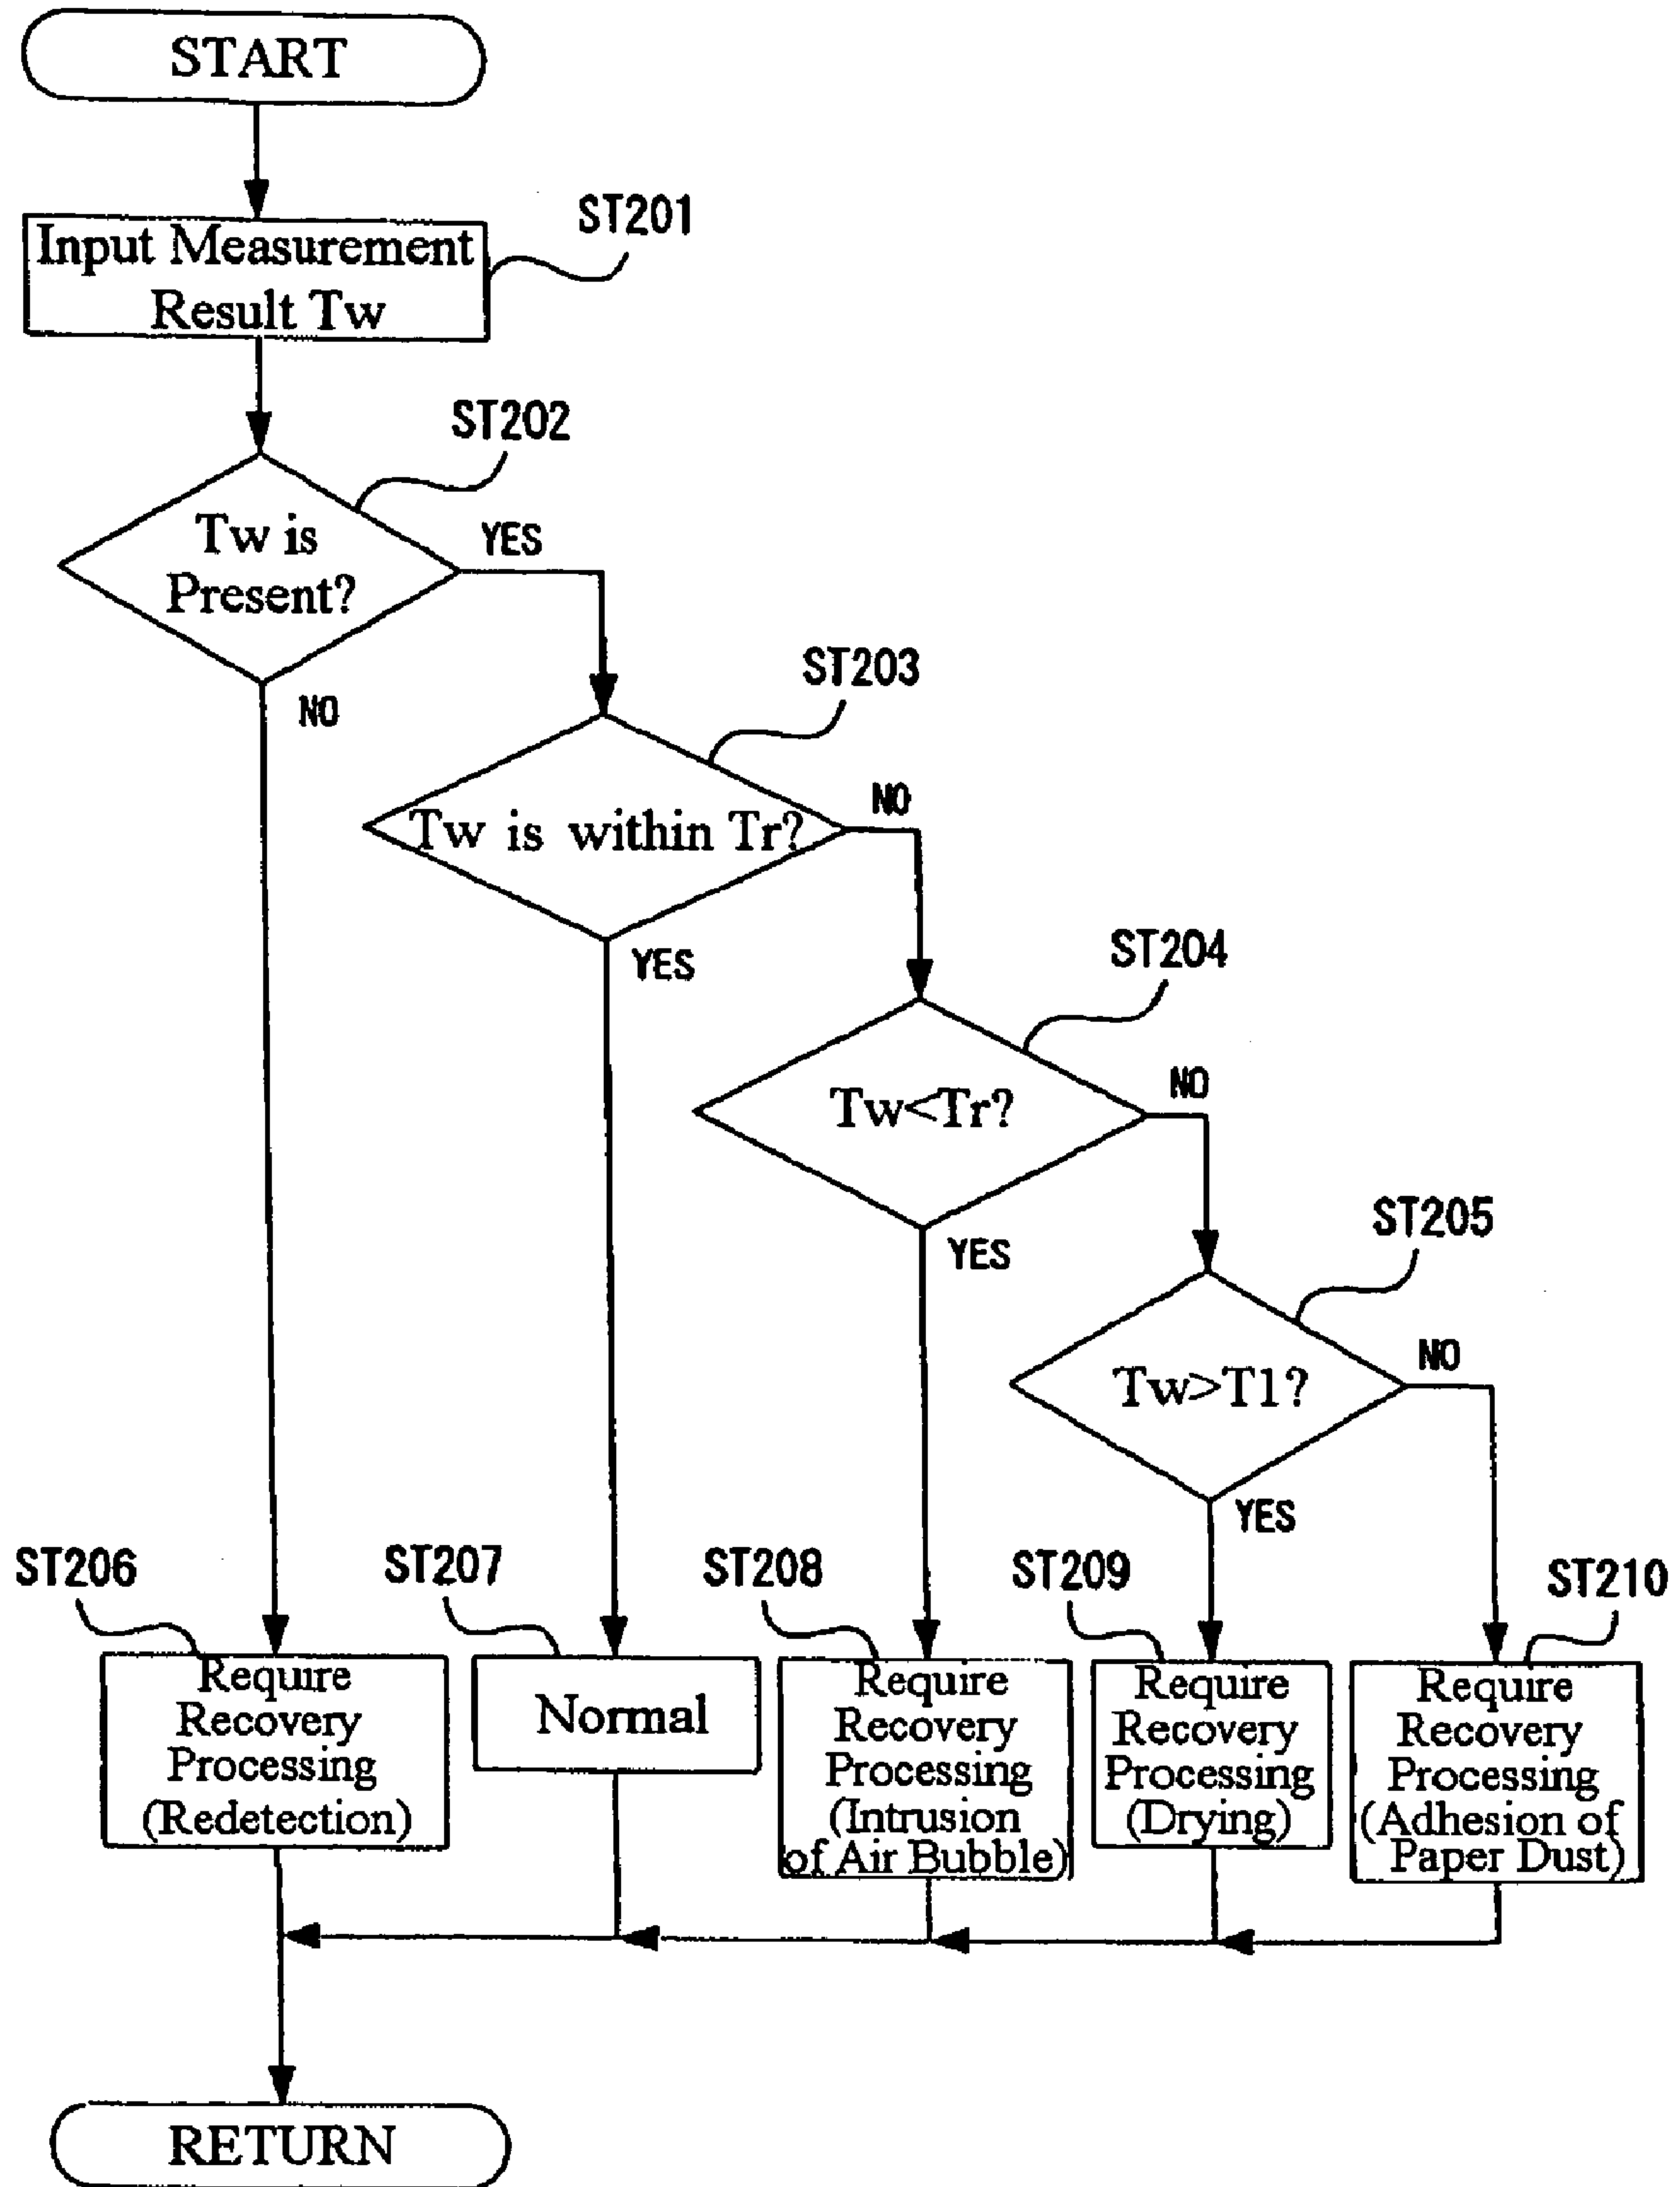 START
ST201
Input Measurement
Result Tw
ST202
Tw is
Present?
YES
NO
ST203
Tw is within Tr?
NO
YES
ST204
Tw<Tr?
NO
YES
ST205
Tw>T1?
NO
YES
ST206
ST207
ST208
ST209
ST210
Require
Recovery
Processing
(Redetection)
Normal
Require
Recovery
Processing
(Intrusion
of Air Bubble)
Require
Recovery
Processing
(Drying)
Require
Recovery
Processing
(Adhesion of
Paper Dust)
RETURN